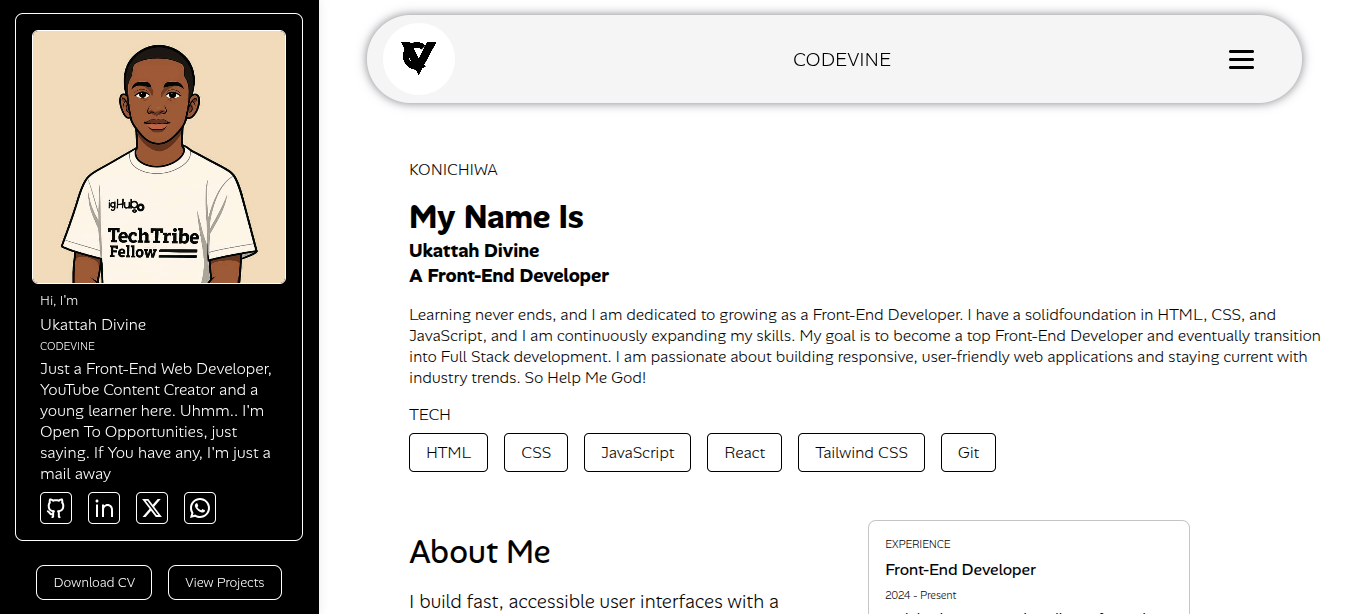 igHub
TechTribe
Fellow
Hi, I'm
Ukattah Divine
CODEVINE
Just a Front-End Web Developer,
YouTube Content Creator and a
young learner here. Uhmm.. I'm
Open To Opportunities, just
saying. If You have any, I'm just a
mail away
in
Download CV
View Projects
CODEVINE
KONICHIWA
My Name Is
Ukattah Divine
A Front-End Developer
Learning never ends, and I am dedicated to growing as a Front-End Developer. I have a solidfoundation in HTML, CSS, and
JavaScript, and I am continuously expanding my skills. My goal is to become a top Front-End Developer and eventually transition
into Full Stack development. I am passionate about building responsive, user-friendly web applications and staying current with
industry trends. So Help Me God!
TECH
HTML
CSS
JavaScript
React
Tailwind CSS
Git
About Me
I build fast, accessible user interfaces with a
EXPERIENCE
Front-End Developer
2024 - Present